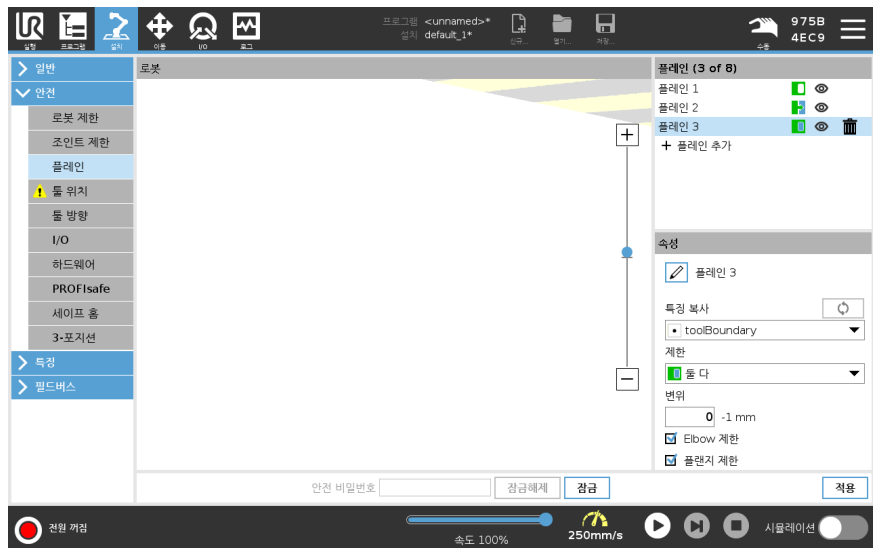 UR
프로그램 <unnamed>*
설치 default_1*
실행 프로그램 설치 이동 I/O 로그
신규... 열기... 저장...
수동
975B
4EC9
일반
안전
로봇 제한
조인트 제한
플레인
툴 위치
툴 방향
I/O
하드웨어
PROFIsafe
세이프 홈
3-포지션
특징
필드버스
로봇
플레인 (3 of 8)
플레인 1
플레인 2
플레인 3
플레인 추가
속성
플레인 3
특징 복사
toolBoundary
제한
둘 다
변위
0 -1 mm
Elbow 제한
플랜지 제한
안전 비밀번호 잠금해제 잠금
적용
전원 꺼짐
속도 100%
250mm/s
시뮬레이션